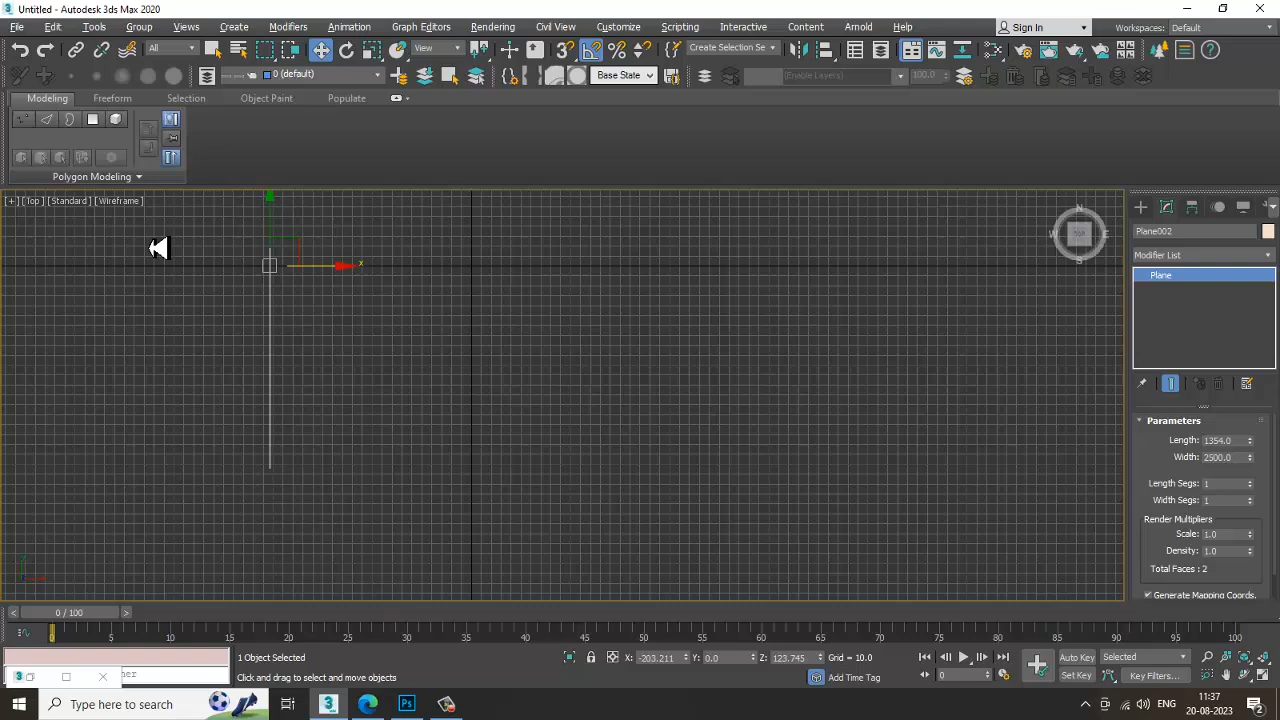 Untitled - Autodesk 3ds Max 2020
File Edit Tools Group Views Create Modifiers Animation Graph Editors Rendering Civil View Customize Scripting Interactive Content Arnold Help Sign In Workspaces: Default
All View Create Selection Se
0 (default) Base State (Enable Layers) 100.0
Modeling Freeform Selection Object Paint Populate
Polygon Modeling
[+] [Top] [Standard] [Wireframe]
N
W TOP E
S
x
Plane002
Modifier List
Plane
Parameters
Length: 1354.0
Width: 2500.0
Length Segs: 1
Width Segs: 1
Render Multipliers
Scale: 1.0
Density: 1.0
Total Faces : 2
Generate Mapping Coords.
0 / 100
0 5 10 15 20 25 30 35 40 45 50 55 60 65 70 75 80 85 90 95 100
1 Object Selected X: -203.211 Y: 0.0 Z: 123.745 Grid = 10.0 Auto Key Selected
Click and drag to select and move objects Add Time Tag 0 Set Key Key Filters...
Type here to search
ENG
11:37
20-08-2023